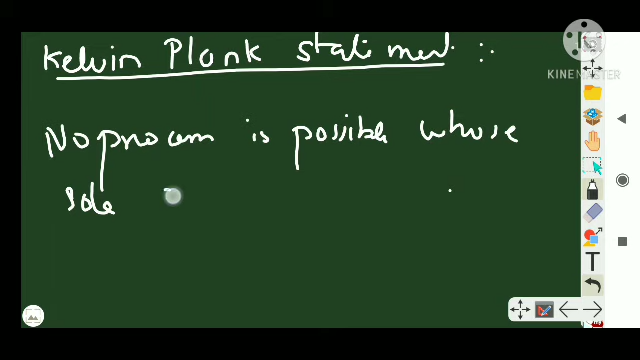 Kelvin Plank statement :-
No process is possible whose
sole
KINEMASTER
T